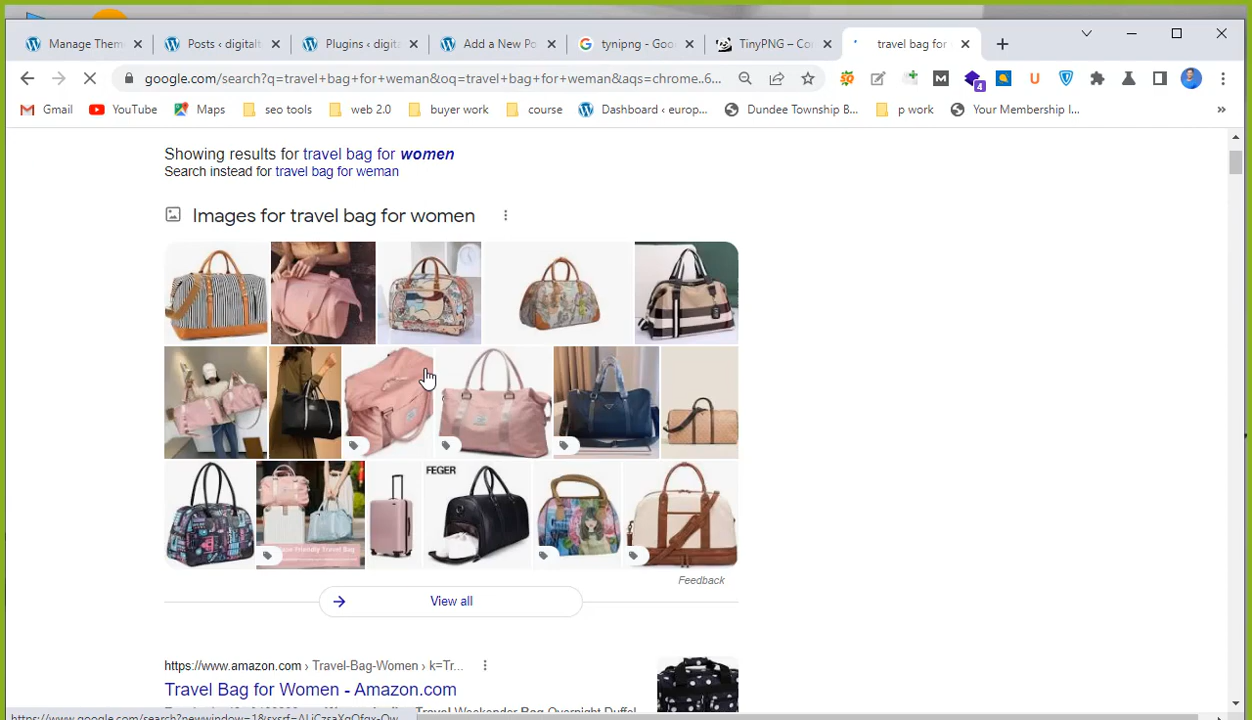 Manage Them
Posts ‹ digitalt
Plugins ‹ digita
Add a New Po
tynipng - Goo
TinyPNG – Co
travel bag for
google.com/search?q=travel+bag+for+weman&oq=travel+bag+for+weman&aqs=chrome..6...
4
Gmail
YouTube
Maps
seo tools
web 2.0
buyer work
course
Dashboard ‹ europ...
Dundee Township B...
p work
Your Membership I...
»
Showing results for travel bag for women
Search instead for travel bag for weman
Images for travel bag for women
FEGER
Feedback
View all
https://www.amazon.com › Travel-Bag-Women › k=Tr...
Travel Bag for Women - Amazon.com